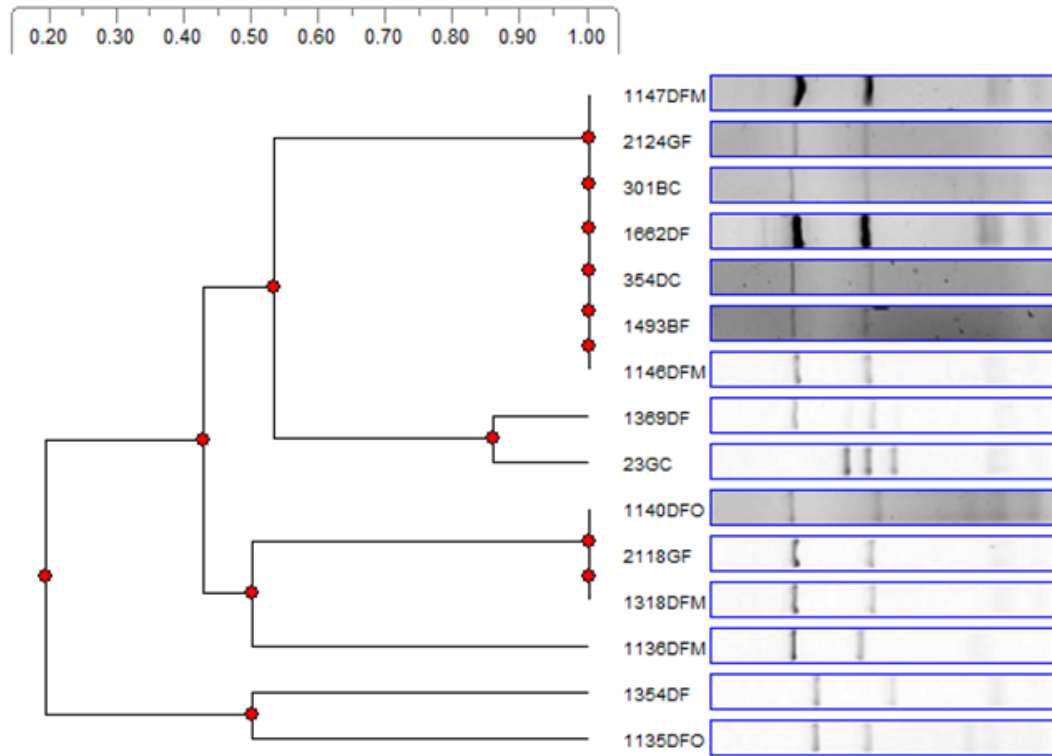 0.20 0.30 0.40 0.50 0.60 0.70 0.80 0.90 1.00
1147DFM
2124GF
301BC
1662DF
354DC
1493BF
1146DFM
1369DF
23GC
1140DFO
2118GF
1318DFM
1136DFM
1354DF
1135DFO